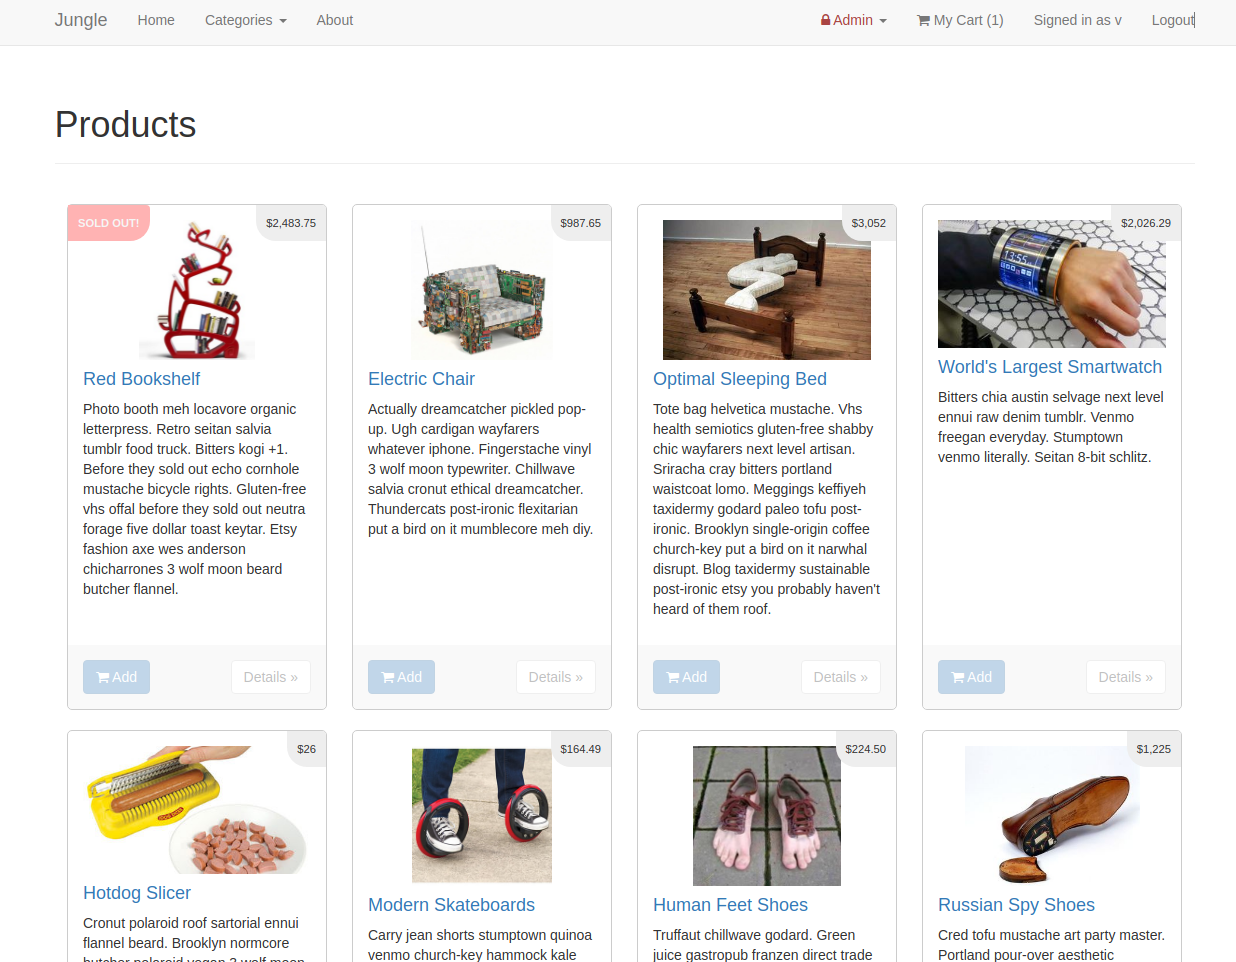 Jungle Home Categories About Admin My Cart (1) Signed in as v Logout
Products
SOLD OUT!
$2,483.75
Red Bookshelf
Photo booth meh locavore organic
letterpress. Retro seitan salvia
tumblr food truck. Bitters kogi +1.
Before they sold out echo cornhole
mustache bicycle rights. Gluten-free
vhs offal before they sold out neutra
forage five dollar toast keytar. Etsy
fashion axe wes anderson
chicharrones 3 wolf moon beard
butcher flannel.
Add Details »
$987.65
Electric Chair
Actually dreamcatcher pickled pop-
up. Ugh cardigan wayfarers
whatever iphone. Fingerstache vinyl
3 wolf moon typewriter. Chillwave
salvia cronut ethical dreamcatcher.
Thundercats post-ironic flexitarian
put a bird on it mumblecore meh diy.
Add Details »
$3,052
Optimal Sleeping Bed
Tote bag helvetica mustache. Vhs
health semiotics gluten-free shabby
chic wayfarers next level artisan.
Sriracha cray bitters portland
waistcoat lomo. Meggings keffiyeh
taxidermy godard paleo tofu post-
ironic. Brooklyn single-origin coffee
church-key put a bird on it narwhal
disrupt. Blog taxidermy sustainable
post-ironic etsy you probably haven't
heard of them roof.
Add Details »
$2,026.29
13:55
World's Largest Smartwatch
Bitters chia austin selvage next level
ennui raw denim tumblr. Venmo
freegan everyday. Stumptown
venmo literally. Seitan 8-bit schlitz.
Add Details »
$26
Hotdog Slicer
Cronut polaroid roof sartorial ennui
flannel beard. Brooklyn normcore
butcher polaroid vegan 3 wolf moon
$164.49
Modern Skateboards
Carry jean shorts stumptown quinoa
venmo church-key hammock kale
$224.50
Human Feet Shoes
Truffaut chillwave godard. Green
juice gastropub franzen direct trade
$1,225
Russian Spy Shoes
Cred tofu mustache art party master.
Portland pour-over aesthetic